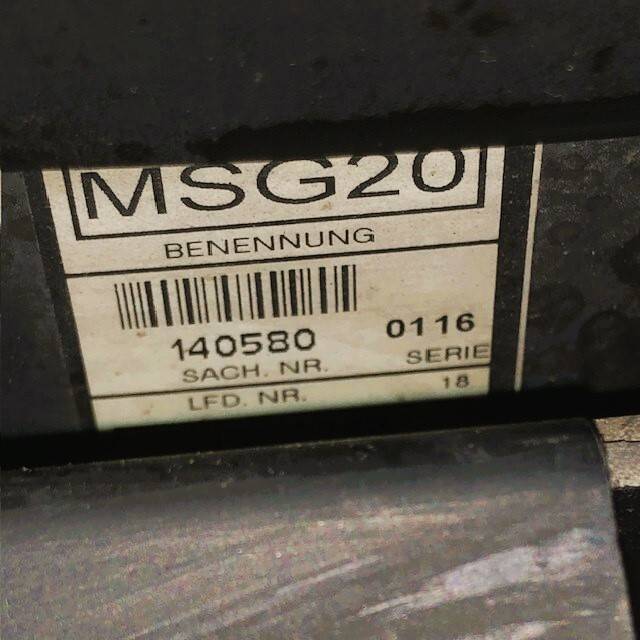 MSG20
BENENNUNG
140580 0116
SACH. NR. SERIE
LFD. NR. 18